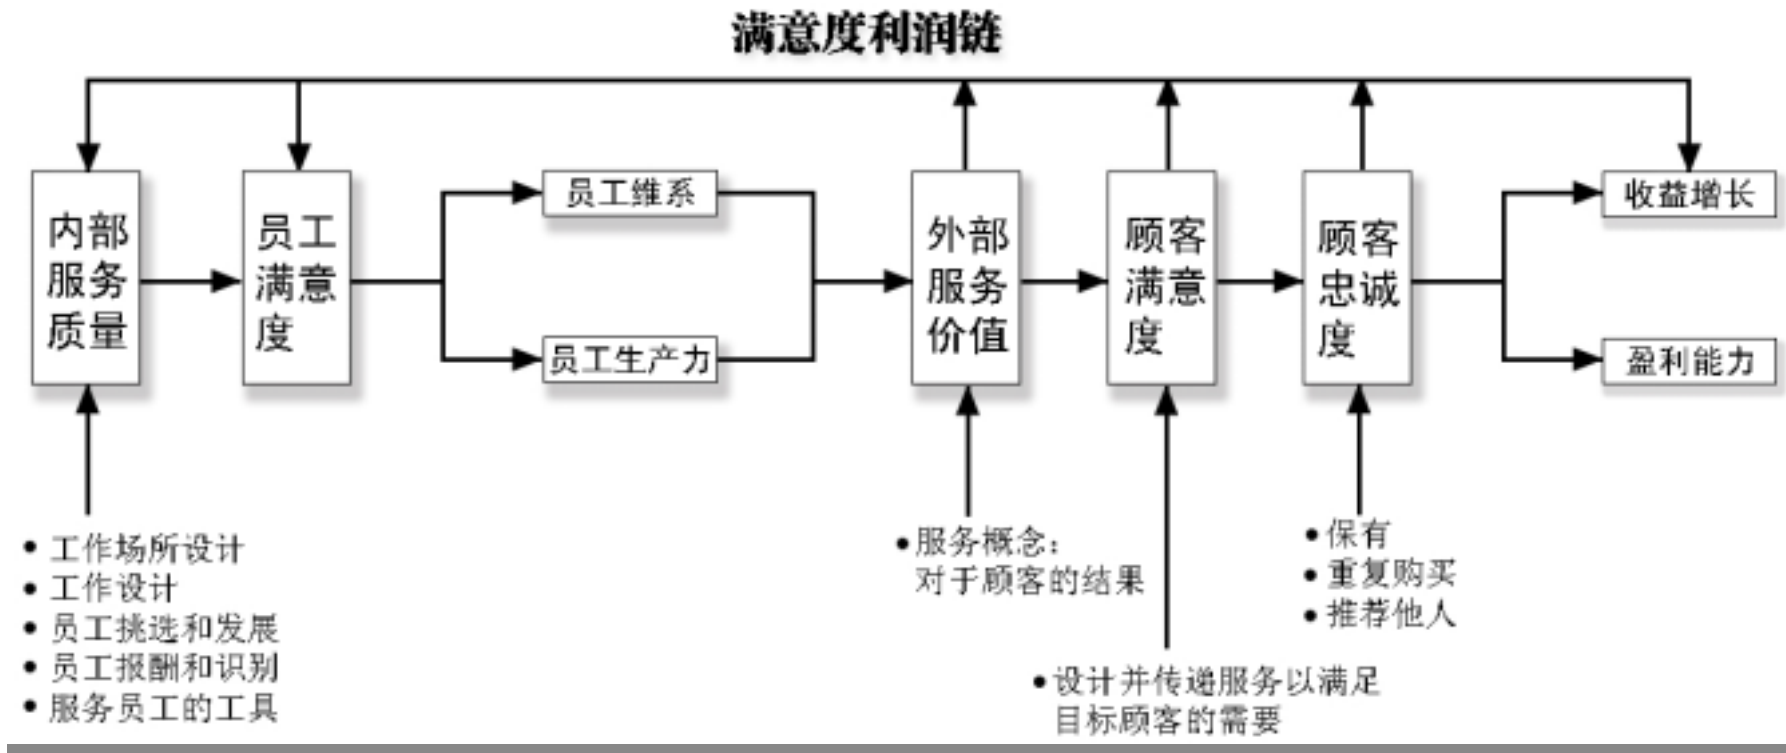 满意度利润链
内部
服务
质量
员工
满意
度
员工维系
员工生产力
外部
服务
价值
顾客
满意
度
顾客
忠诚
度
收益增长
盈利能力
• 工作场所设计
• 工作设计
• 员工挑选和发展
• 员工报酬和识别
• 服务员工的工具
• 服务概念:
对于顾客的结果
• 设计并传递服务以满足
目标顾客的需要
• 保有
• 重复购买
• 推荐他人